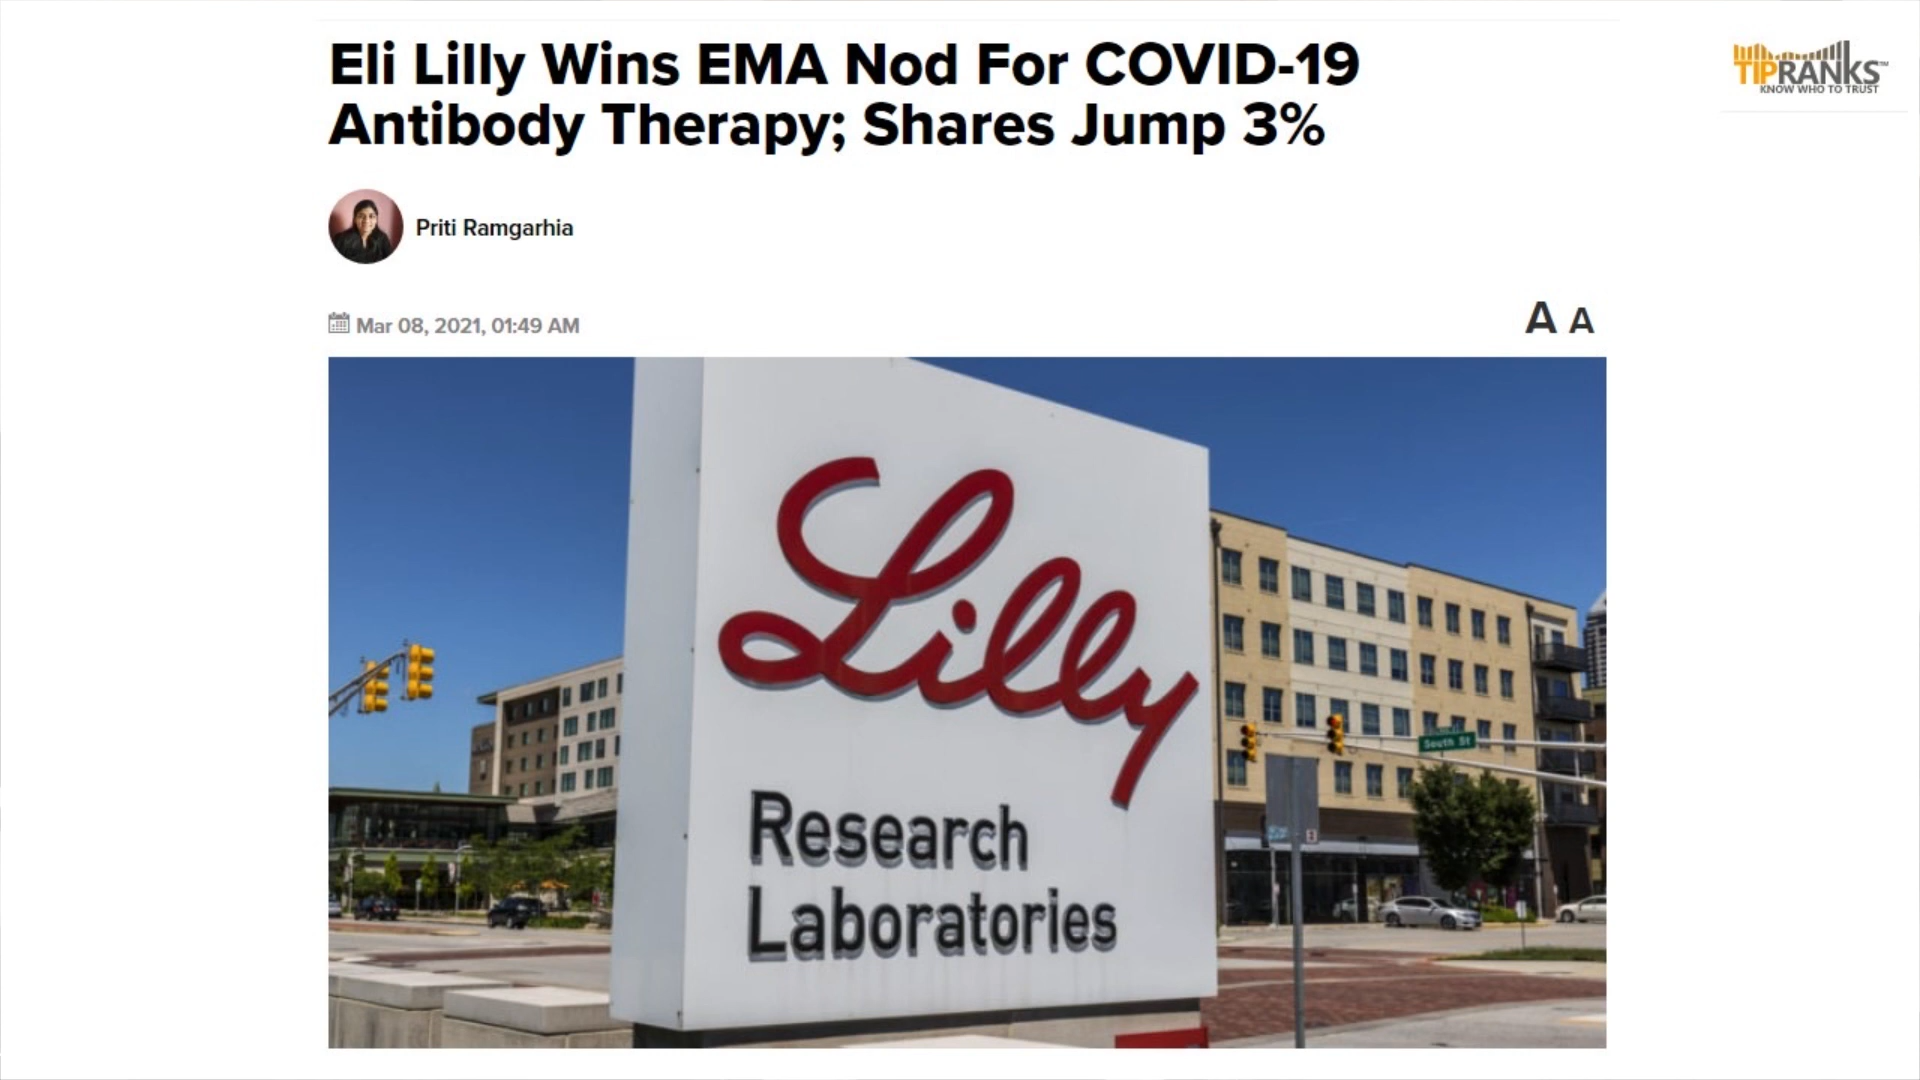 Eli Lilly Wins EMA Nod For COVID-19
Antibody Therapy; Shares Jump 3%
TIPRANKS™
KNOW WHO TO TRUST
Priti Ramgarhia
Mar 08, 2021, 01:49 AM
A A
Lilly
Research
Laboratories
South St